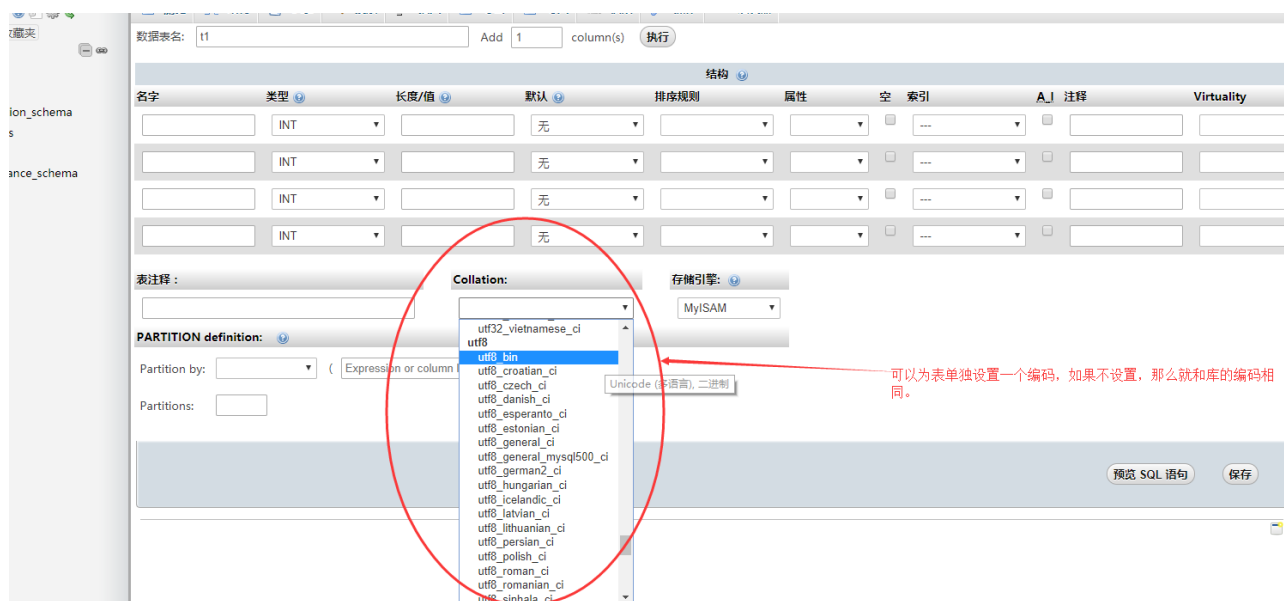 收藏夹
数据表名: t1 Add 1 column(s) 执行
ion_schema
s
ance_schema
结构
名字 类型 长度/值 默认 排序规则 属性 空 索引 A_I 注释 Virtuality
INT 无 ---
INT 无 ---
INT 无 ---
INT 无 ---
表注释： Collation: 存储引擎:
MyISAM
utf32_vietnamese_ci
utf8
utf8_bin
utf8_croatian_ci
utf8_czech_ci
utf8_danish_ci
utf8_esperanto_ci
utf8_estonian_ci
utf8_general_ci
utf8_general_mysql500_ci
utf8_german2_ci
utf8_hungarian_ci
utf8_icelandic_ci
utf8_latvian_ci
utf8_lithuanian_ci
utf8_persian_ci
utf8_polish_ci
utf8_roman_ci
utf8_romanian_ci
utf8_sinhala_ci
Unicode (多语言), 二进制
PARTITION definition:
Partition by: ( Expression or column
Partitions:
可以为表单独设置一个编码，如果不设置，那么就和库的编码相
同。
预览 SQL 语句 保存